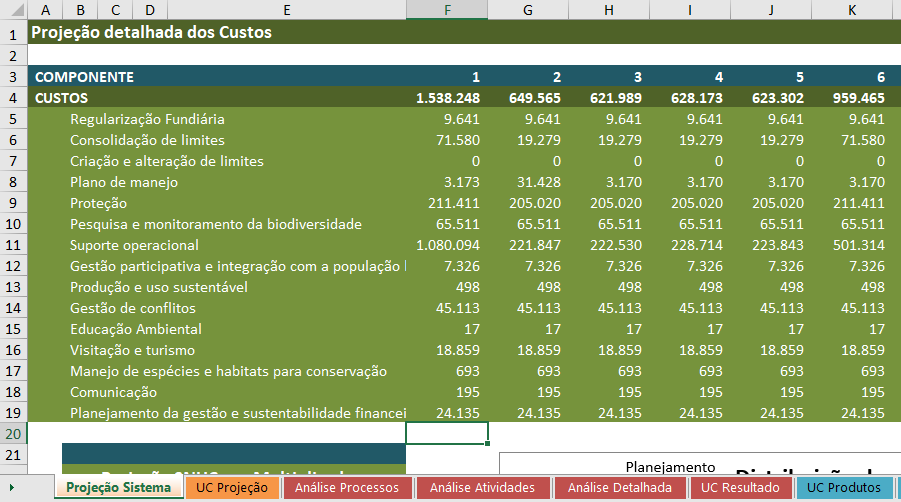 A B C D E F G H I J K
1 Projeção detalhada dos Custos
2
3 COMPONENTE 1 2 3 4 5 6
4 CUSTOS 1.538.248 649.565 621.989 628.173 623.302 959.465
5 Regularização Fundiária 9.641 9.641 9.641 9.641 9.641 9.641
6 Consolidação de limites 71.580 19.279 19.279 19.279 19.279 71.580
7 Criação e alteração de limites 0 0 0 0 0 0
8 Plano de manejo 3.173 31.428 3.170 3.170 3.170 3.170
9 Proteção 211.411 205.020 205.020 205.020 205.020 211.411
10 Pesquisa e monitoramento da biodiversidade 65.511 65.511 65.511 65.511 65.511 65.511
11 Suporte operacional 1.080.094 221.847 222.530 228.714 223.843 501.314
12 Gestão participativa e integração com a população 7.326 7.326 7.326 7.326 7.326 7.326
13 Produção e uso sustentável 498 498 498 498 498 498
14 Gestão de conflitos 45.113 45.113 45.113 45.113 45.113 45.113
15 Educação Ambiental 17 17 17 17 17 17
16 Visitação e turismo 18.859 18.859 18.859 18.859 18.859 18.859
17 Manejo de espécies e habitats para conservação 693 693 693 693 693 693
18 Comunicação 195 195 195 195 195 195
19 Planejamento da gestão e sustentabilidade financei 24.135 24.135 24.135 24.135 24.135 24.135
20
21
Planejamento
Projeção Sistema UC Projeção Análise Processos Análise Atividades Análise Detalhada UC Resultado UC Produtos